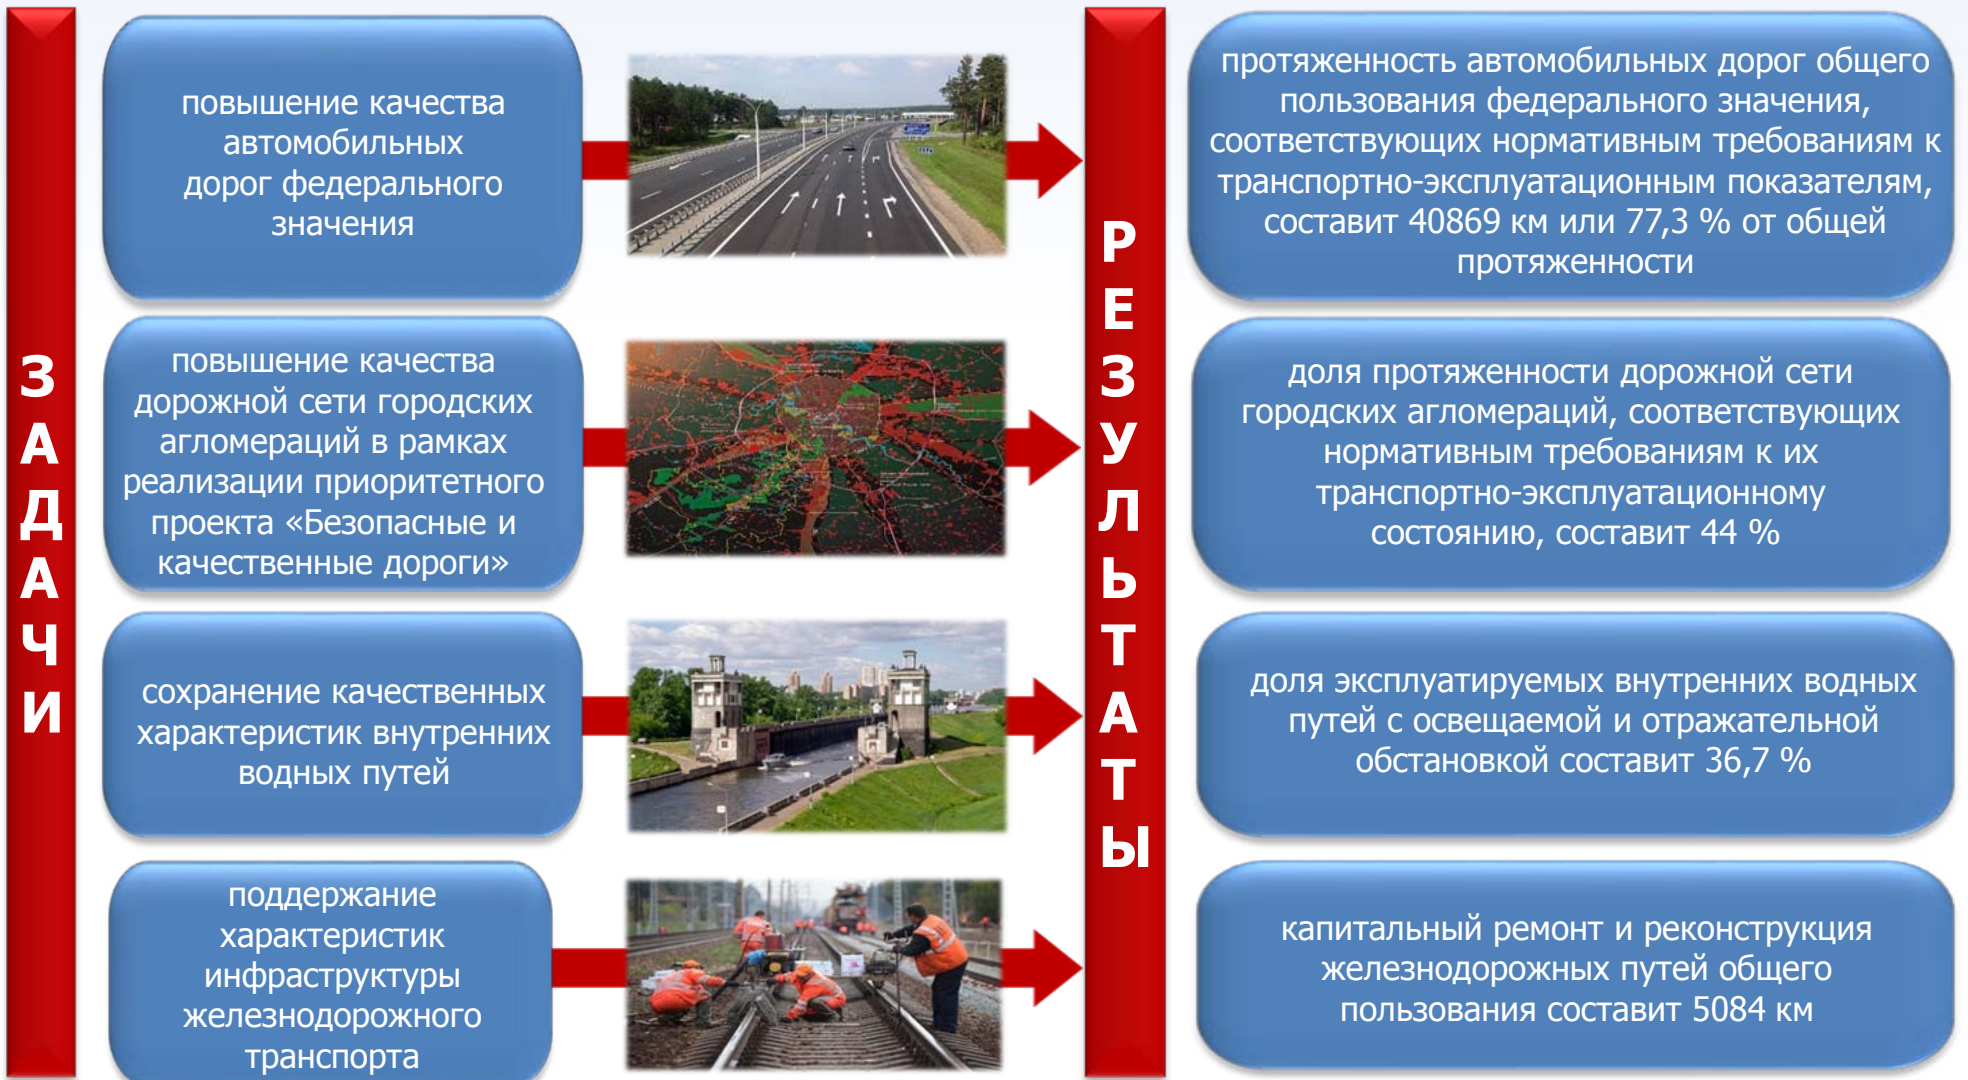 ЗАДАЧИ
повышение качества
автомобильных
дорог федерального
значения
повышение качества
дорожной сети городских
агломераций в рамках
реализации приоритетного
проекта «Безопасные и
качественные дороги»
сохранение качественных
характеристик внутренних
водных путей
поддержание
характеристик
инфраструктуры
железнодорожного
транспорта
РЕЗУЛЬТАТЫ
протяженность автомобильных дорог общего
пользования федерального значения,
соответствующих нормативным требованиям к
транспортно-эксплуатационным показателям,
составит 40869 км или 77,3 % от общей
протяженности
доля протяженности дорожной сети
городских агломераций, соответствующих
нормативным требованиям к их
транспортно-эксплуатационному
состоянию, составит 44 %
доля эксплуатируемых внутренних водных
путей с освещаемой и отражательной
обстановкой составит 36,7 %
капитальный ремонт и реконструкция
железнодорожных путей общего
пользования составит 5084 км